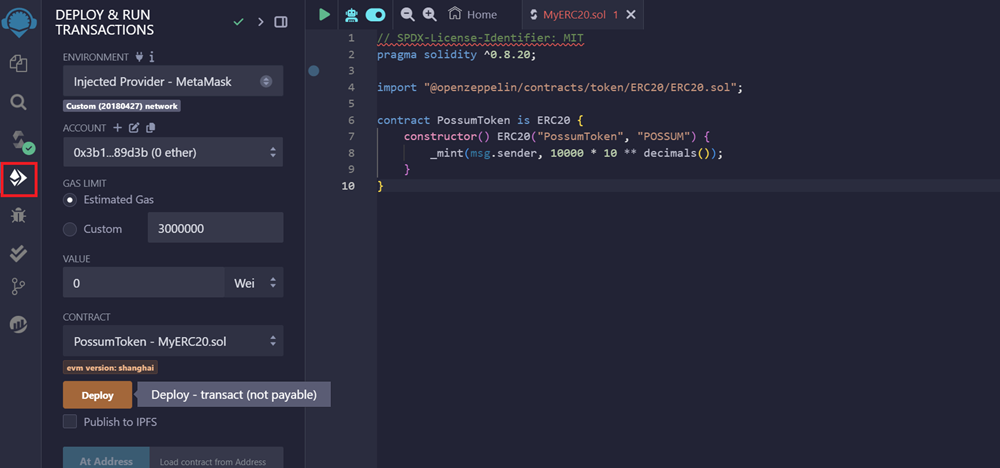 DEPLOY & RUN
TRANSACTIONS
ENVIRONMENT
Injected Provider - MetaMask
Custom (20180427) network
ACCOUNT
0x3b1...89d3b (0 ether)
GAS LIMIT
Estimated Gas
Custom
3000000
VALUE
0
Wei
CONTRACT
PossumToken - MyERC20.sol
evm version: shanghai
Deploy
Deploy - transact (not payable)
Publish to IPFS
At Address
Load contract from Address
Home
MyERC20.sol 1
1 // SPDX-License-Identifier: MIT
2 pragma solidity ^0.8.20;
3
4 import "@openzeppelin/contracts/token/ERC20/ERC20.sol";
5
6 contract PossumToken is ERC20 {
7     constructor() ERC20("PossumToken", "POSSUM") {
8         _mint(msg.sender, 10000 * 10 ** decimals());
9     }
10 }